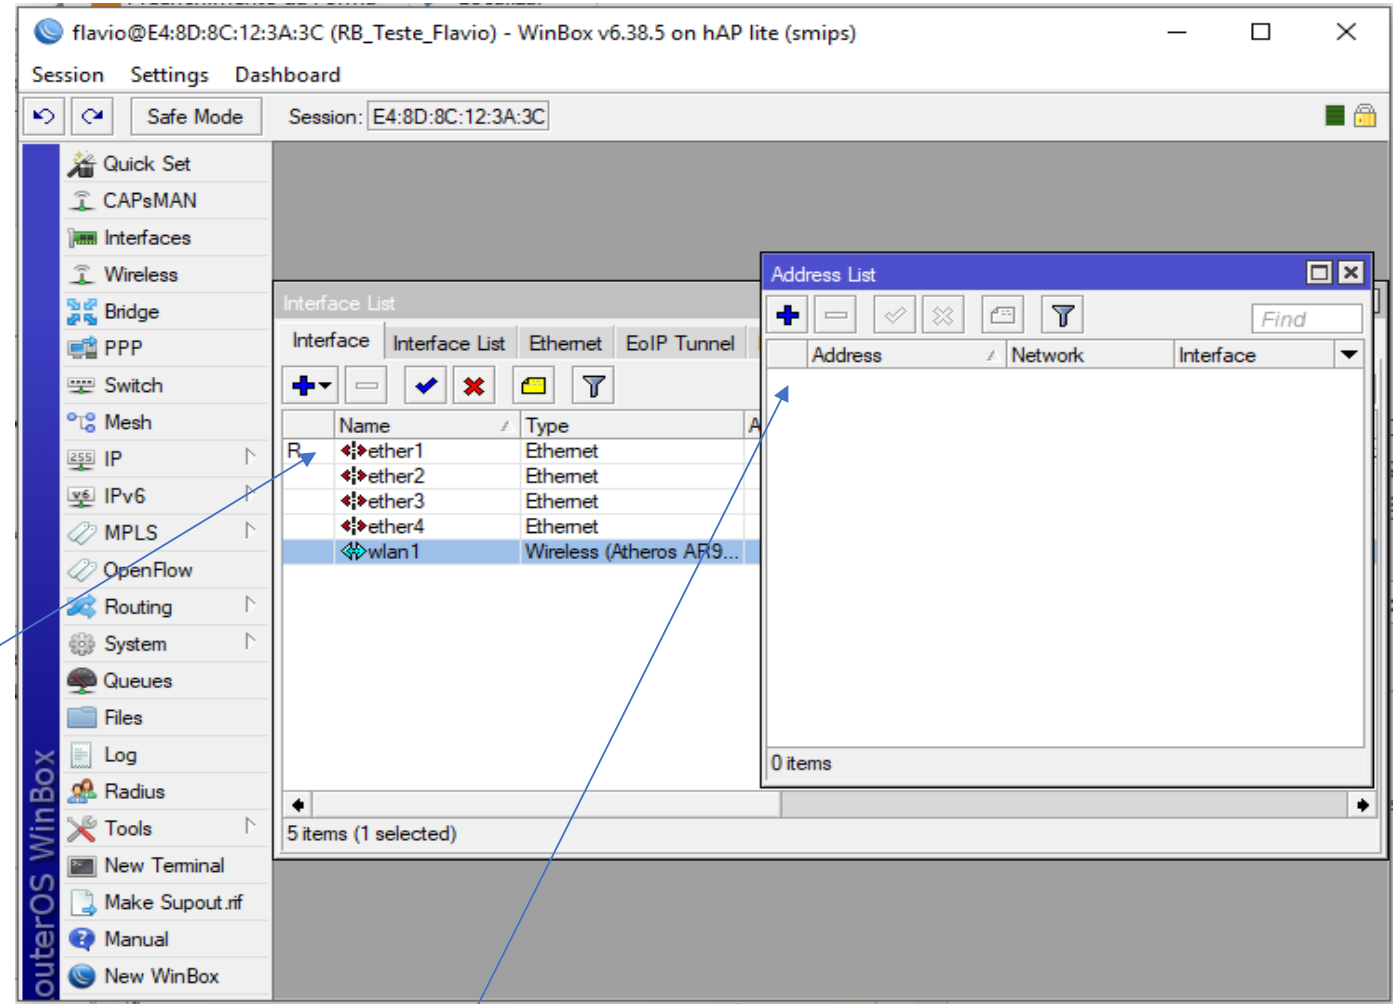 flavio@E4:8D:8C:12:3A:3C (RB_Teste_Flavio) - WinBox v6.38.5 on hAP lite (smips)
Session Settings Dashboard
Safe Mode Session: E4:8D:8C:12:3A:3C
Quick Set
CAPsMAN
Interfaces
Wireless
Bridge
PPP
Switch
Mesh
IP
IPv6
MPLS
OpenFlow
Routing
System
Queues
Files
Log
Radius
Tools
New Terminal
Make Supout.rif
Manual
New WinBox
outerOS WinBox
Interface List
Interface Interface List Ethernet EoIP Tunnel
Name Type A
R ether1 Ethernet
ether2 Ethernet
ether3 Ethernet
ether4 Ethernet
wlan1 Wireless (Atheros AR9...
5 items (1 selected)
Address List
Find
Address Network Interface
0 items